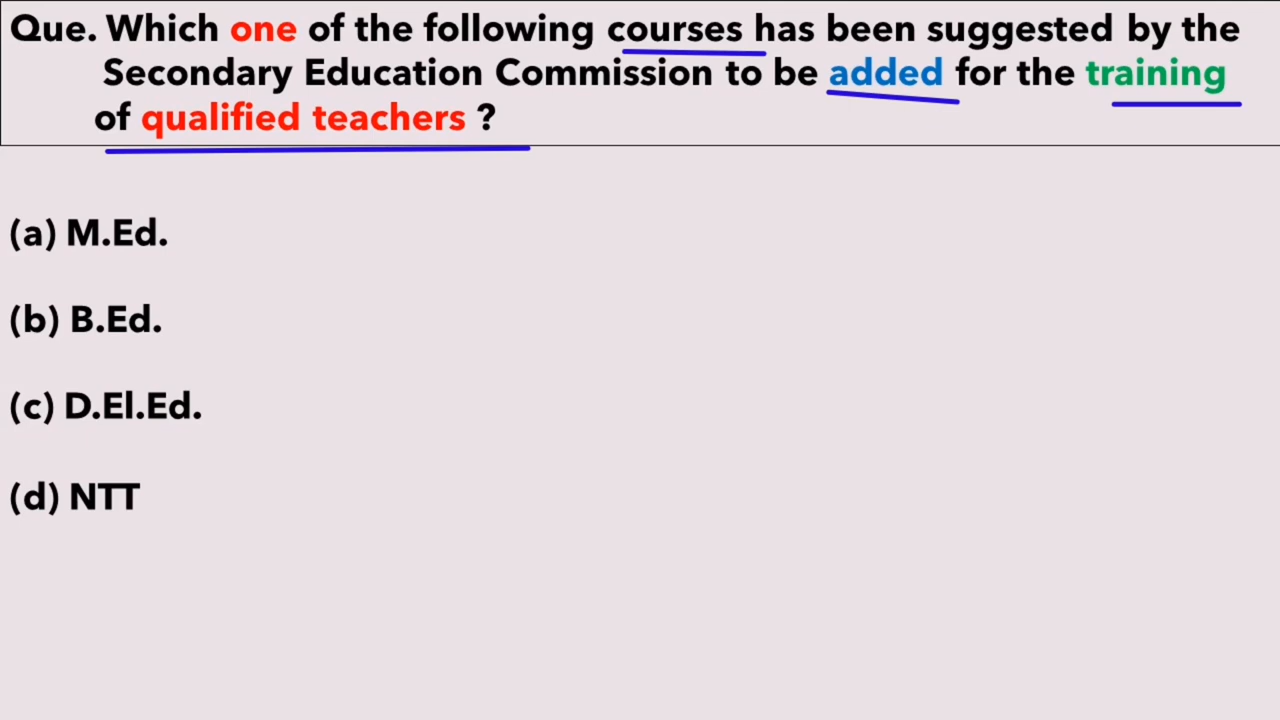 Que. Which one of the following courses has been suggested by the
Secondary Education Commission to be added for the training
of qualified teachers ?
(a) M.Ed.
(b) B.Ed.
(c) D.El.Ed.
(d) NTT